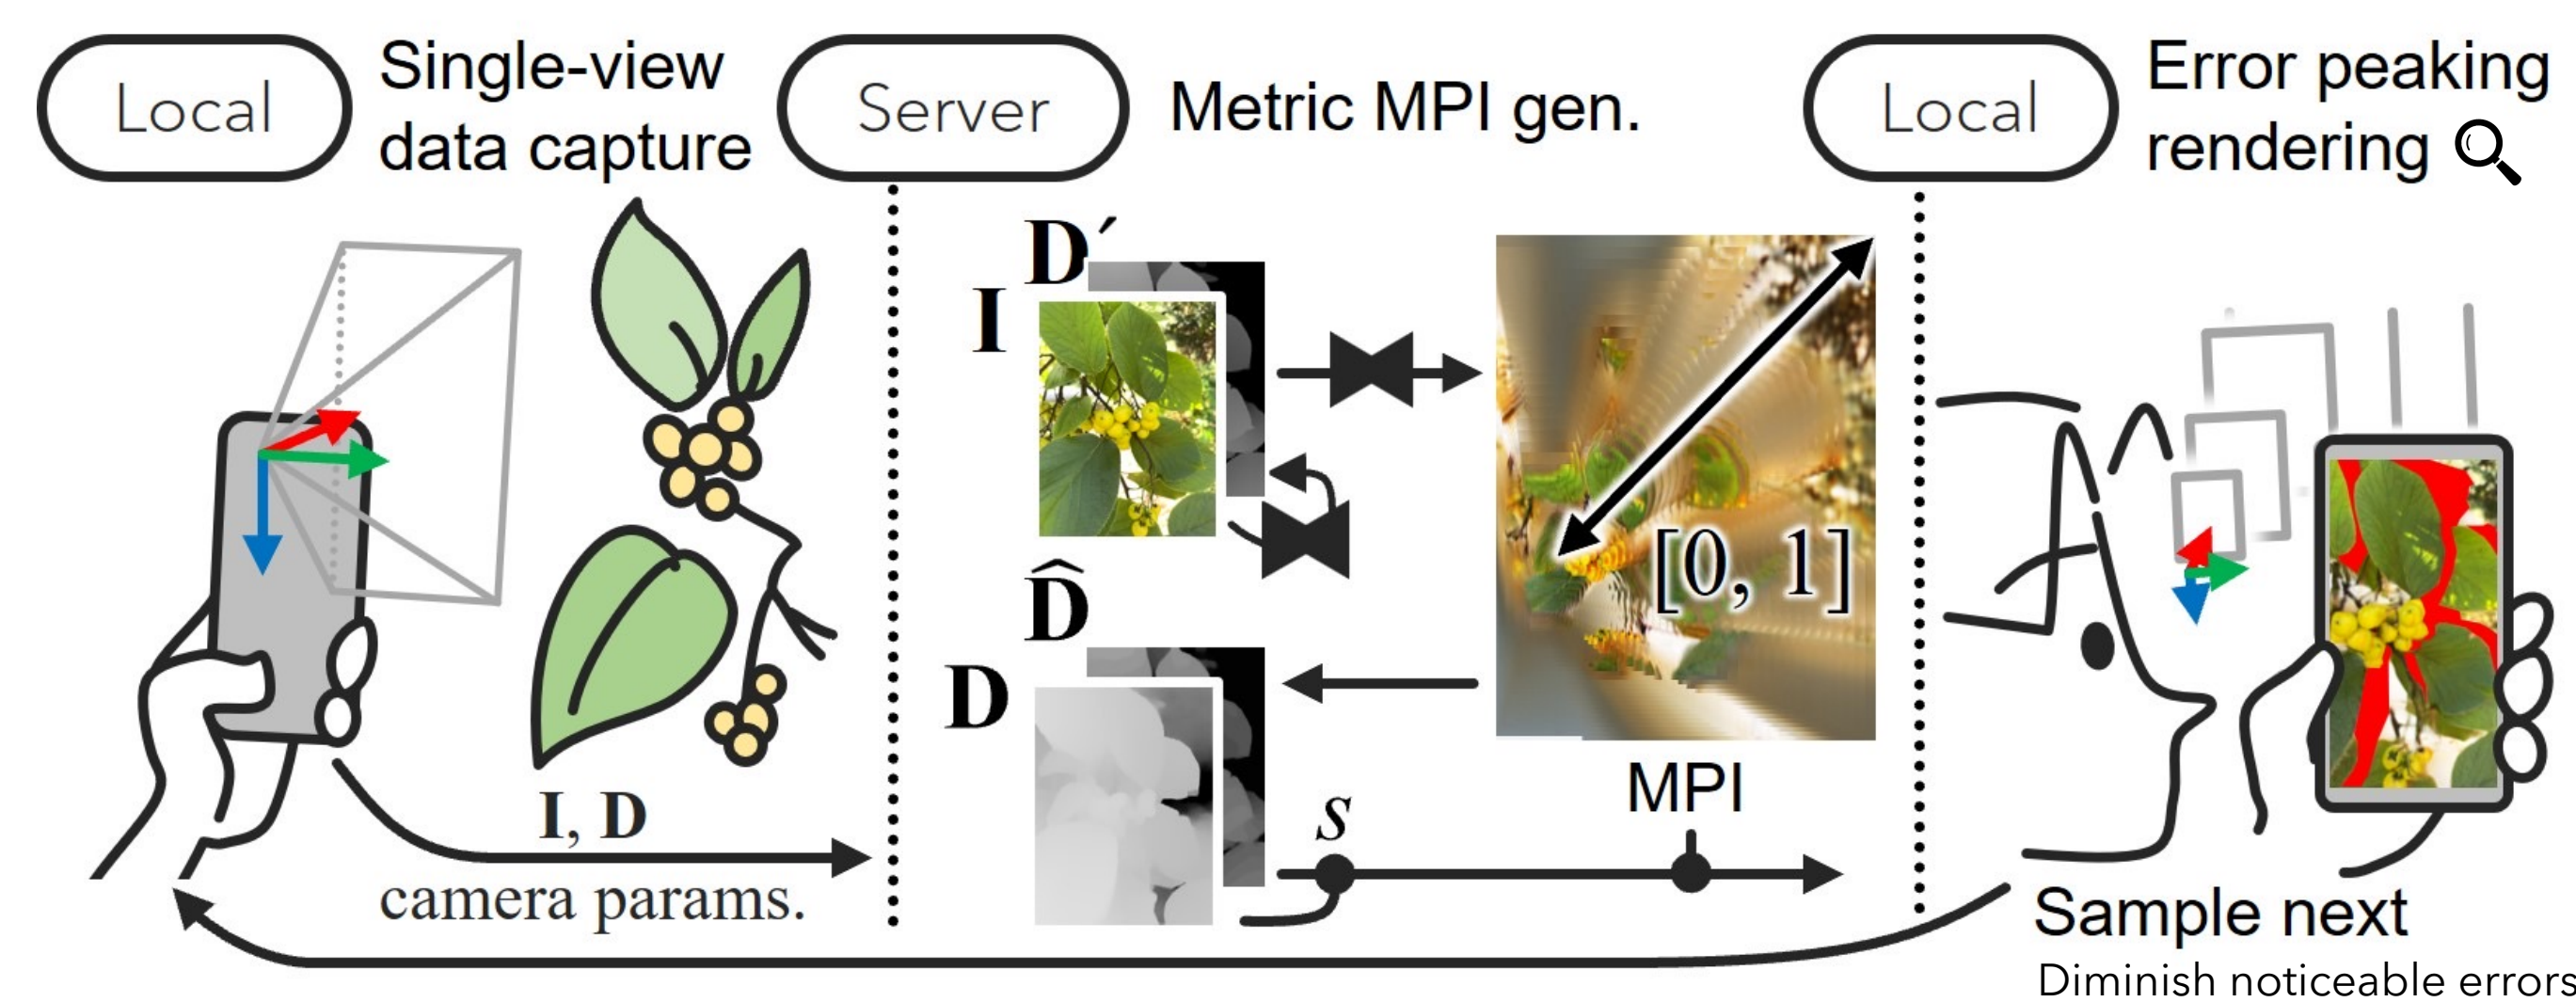 Local
Single-view
data capture
Server
Metric MPI gen.
Local
Error peaking
rendering
D′
I
D̂
D
[0, 1]
MPI
s
I, D
camera params.
Sample next
Diminish noticeable errors